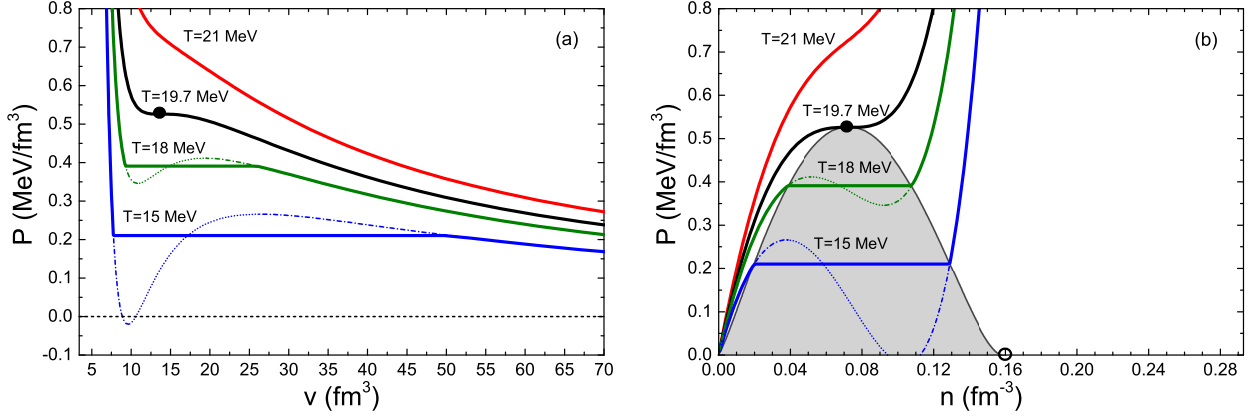 0.8
0.7
0.6
0.5
0.4
0.3
0.2
0.1
0.0
-0.1
P (MeV/fm³)
T=21 MeV
(a)
T=19.7 MeV
T=18 MeV
T=15 MeV
5 10 15 20 25 30 35 40 45 50 55 60 65 70
v (fm³)
0.8
0.7
0.6
0.5
0.4
0.3
0.2
0.1
0.0
P (MeV/fm³)
T=21 MeV
(b)
T=19.7 MeV
T=18 MeV
T=15 MeV
0.00 0.04 0.08 0.12 0.16 0.20 0.24 0.28
n (fm⁻³)